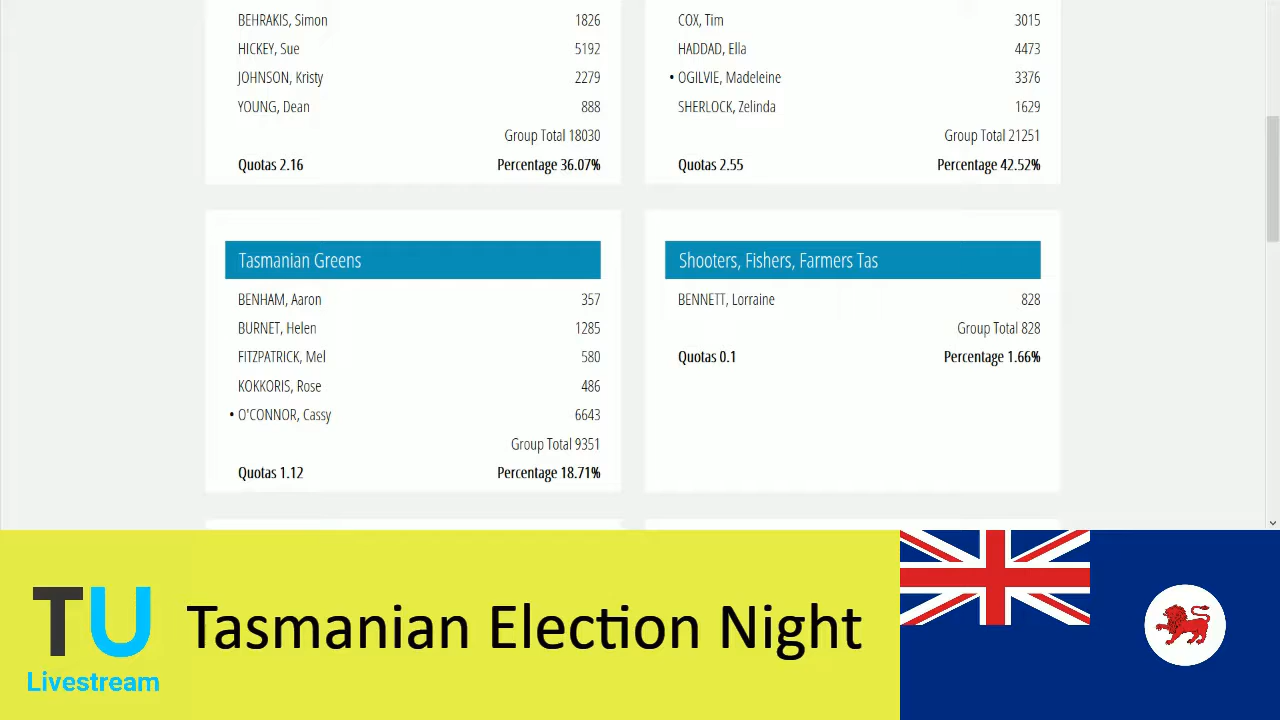 BEHRAKIS, Simon 1826
HICKEY, Sue 5192
JOHNSON, Kristy 2279
YOUNG, Dean 888
Group Total 18030
Quotas 2.16 Percentage 36.07%
COX, Tim 3015
HADDAD, Ella 4473
• OGILVIE, Madeleine 3376
SHERLOCK, Zelinda 1629
Group Total 21251
Quotas 2.55 Percentage 42.52%
Tasmanian Greens
BENHAM, Aaron 357
BURNET, Helen 1285
FITZPATRICK, Mel 580
KOKKORIS, Rose 486
• O'CONNOR, Cassy 6643
Group Total 9351
Quotas 1.12 Percentage 18.71%
Shooters, Fishers, Farmers Tas
BENNETT, Lorraine 828
Group Total 828
Quotas 0.1 Percentage 1.66%
TU
Livestream
Tasmanian Election Night